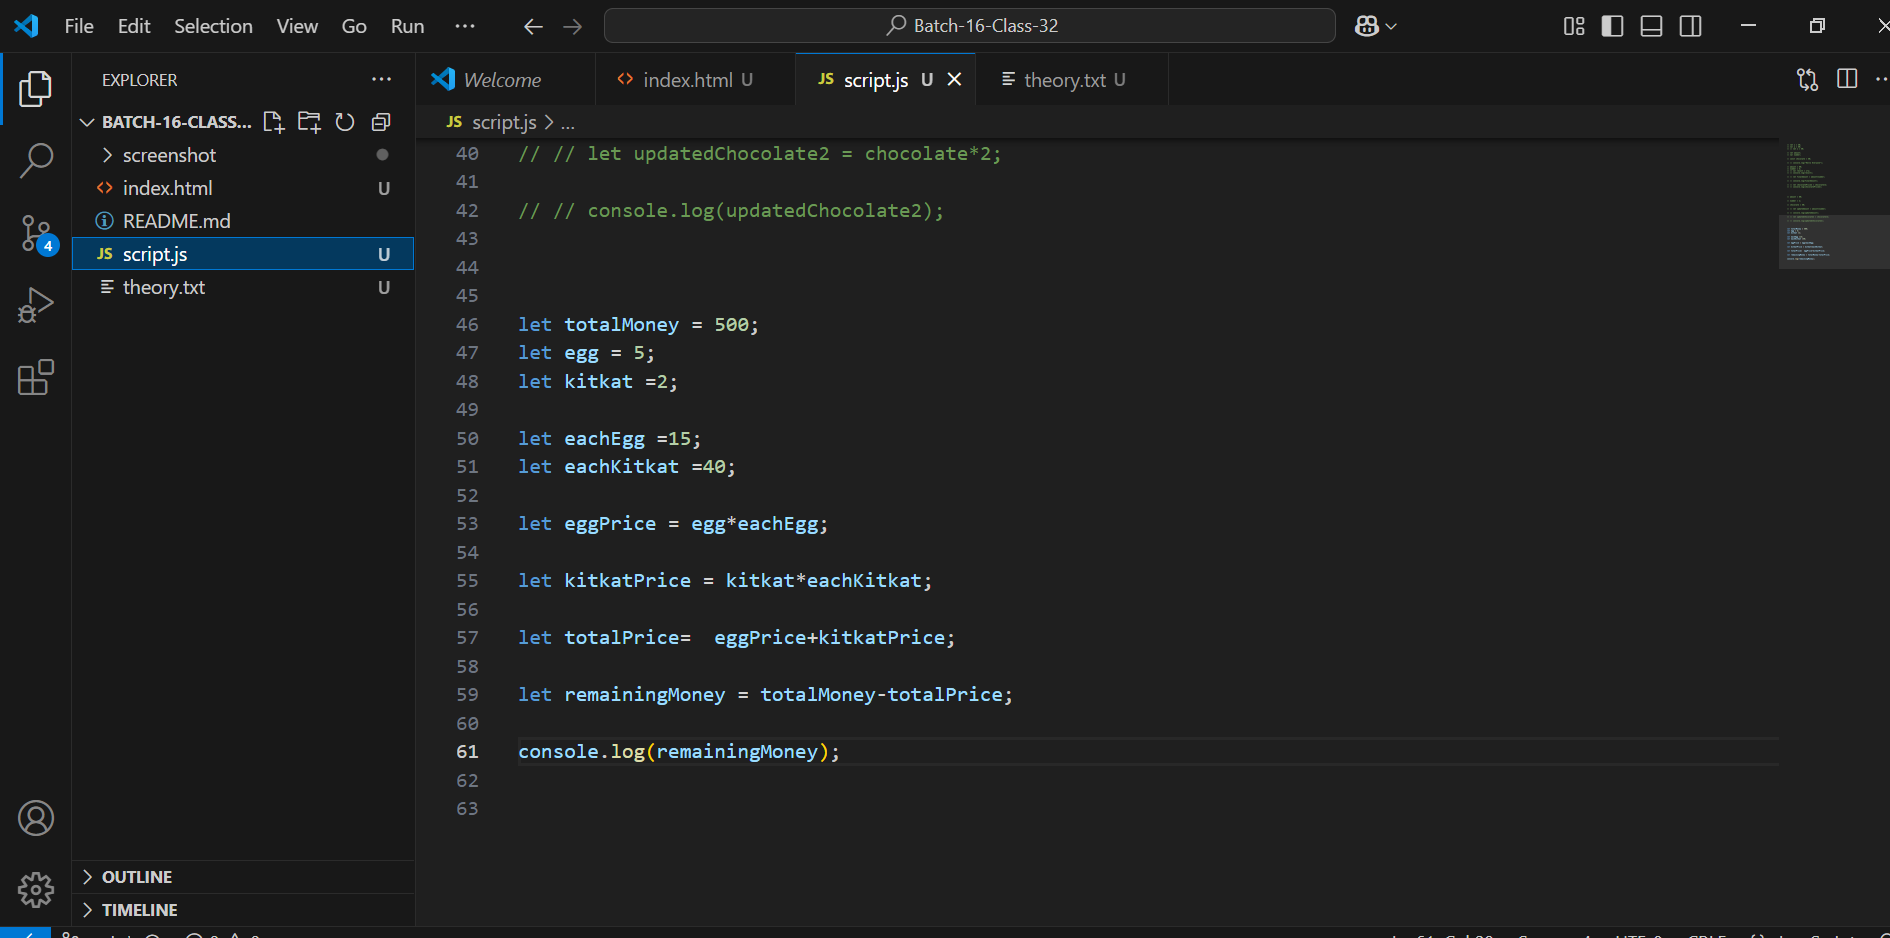 File Edit Selection View Go Run ...
Batch-16-Class-32
EXPLORER
BATCH-16-CLASS...
screenshot
index.html U
README.md
JS script.js U
theory.txt U
4
OUTLINE
TIMELINE
Welcome
index.html U
JS script.js U
theory.txt U
JS script.js > ...
40 // // let updatedChocolate2 = chocolate*2;
41
42 // // console.log(updatedChocolate2);
43
44
45
46 let totalMoney = 500;
47 let egg = 5;
48 let kitkat =2;
49
50 let eachEgg =15;
51 let eachKitkat =40;
52
53 let eggPrice = egg*eachEgg;
54
55 let kitkatPrice = kitkat*eachKitkat;
56
57 let totalPrice=  eggPrice+kitkatPrice;
58
59 let remainingMoney = totalMoney-totalPrice;
60
61 console.log(remainingMoney);
62
63